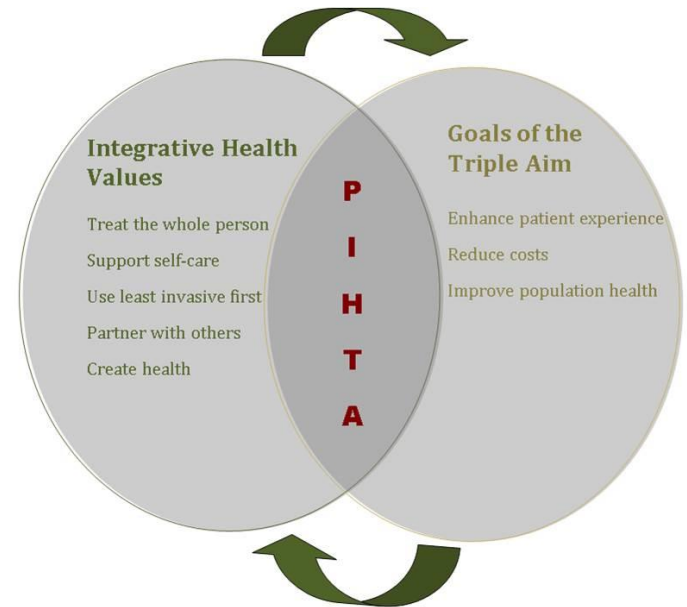 Integrative Health
Values
Treat the whole person
Support self-care
Use least invasive first
Partner with others
Create health
P
I
H
T
A
Goals of the
Triple Aim
Enhance patient experience
Reduce costs
Improve population health